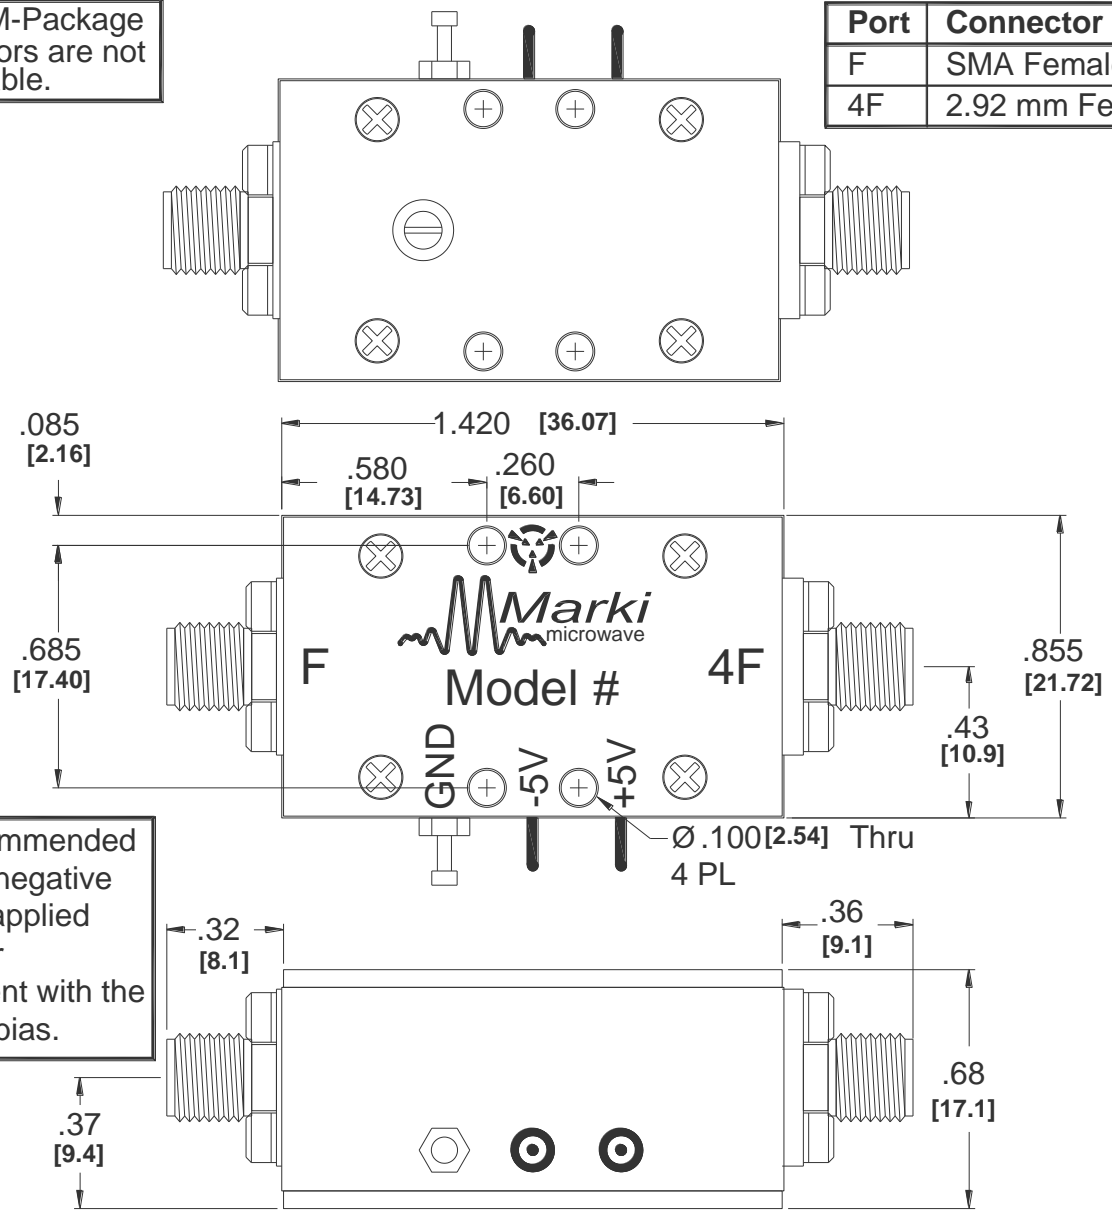 M-Package
ors are not
ble.
Port Connector
F SMA Femal
4F 2.92 mm Fe
.085
[2.16]
1.420 [36.07]
.580
[14.73]
.260
[6.60]
.685
[17.40]
Marki
microwave
F
4F
Model #
.855
[21.72]
.43
[10.9]
GND
-5V
+5V
Ø.100[2.54] Thru
4 PL
mmended
negative
applied
nt with the
bias.
.32
[8.1]
.36
[9.1]
.37
[9.4]
.68
[17.1]